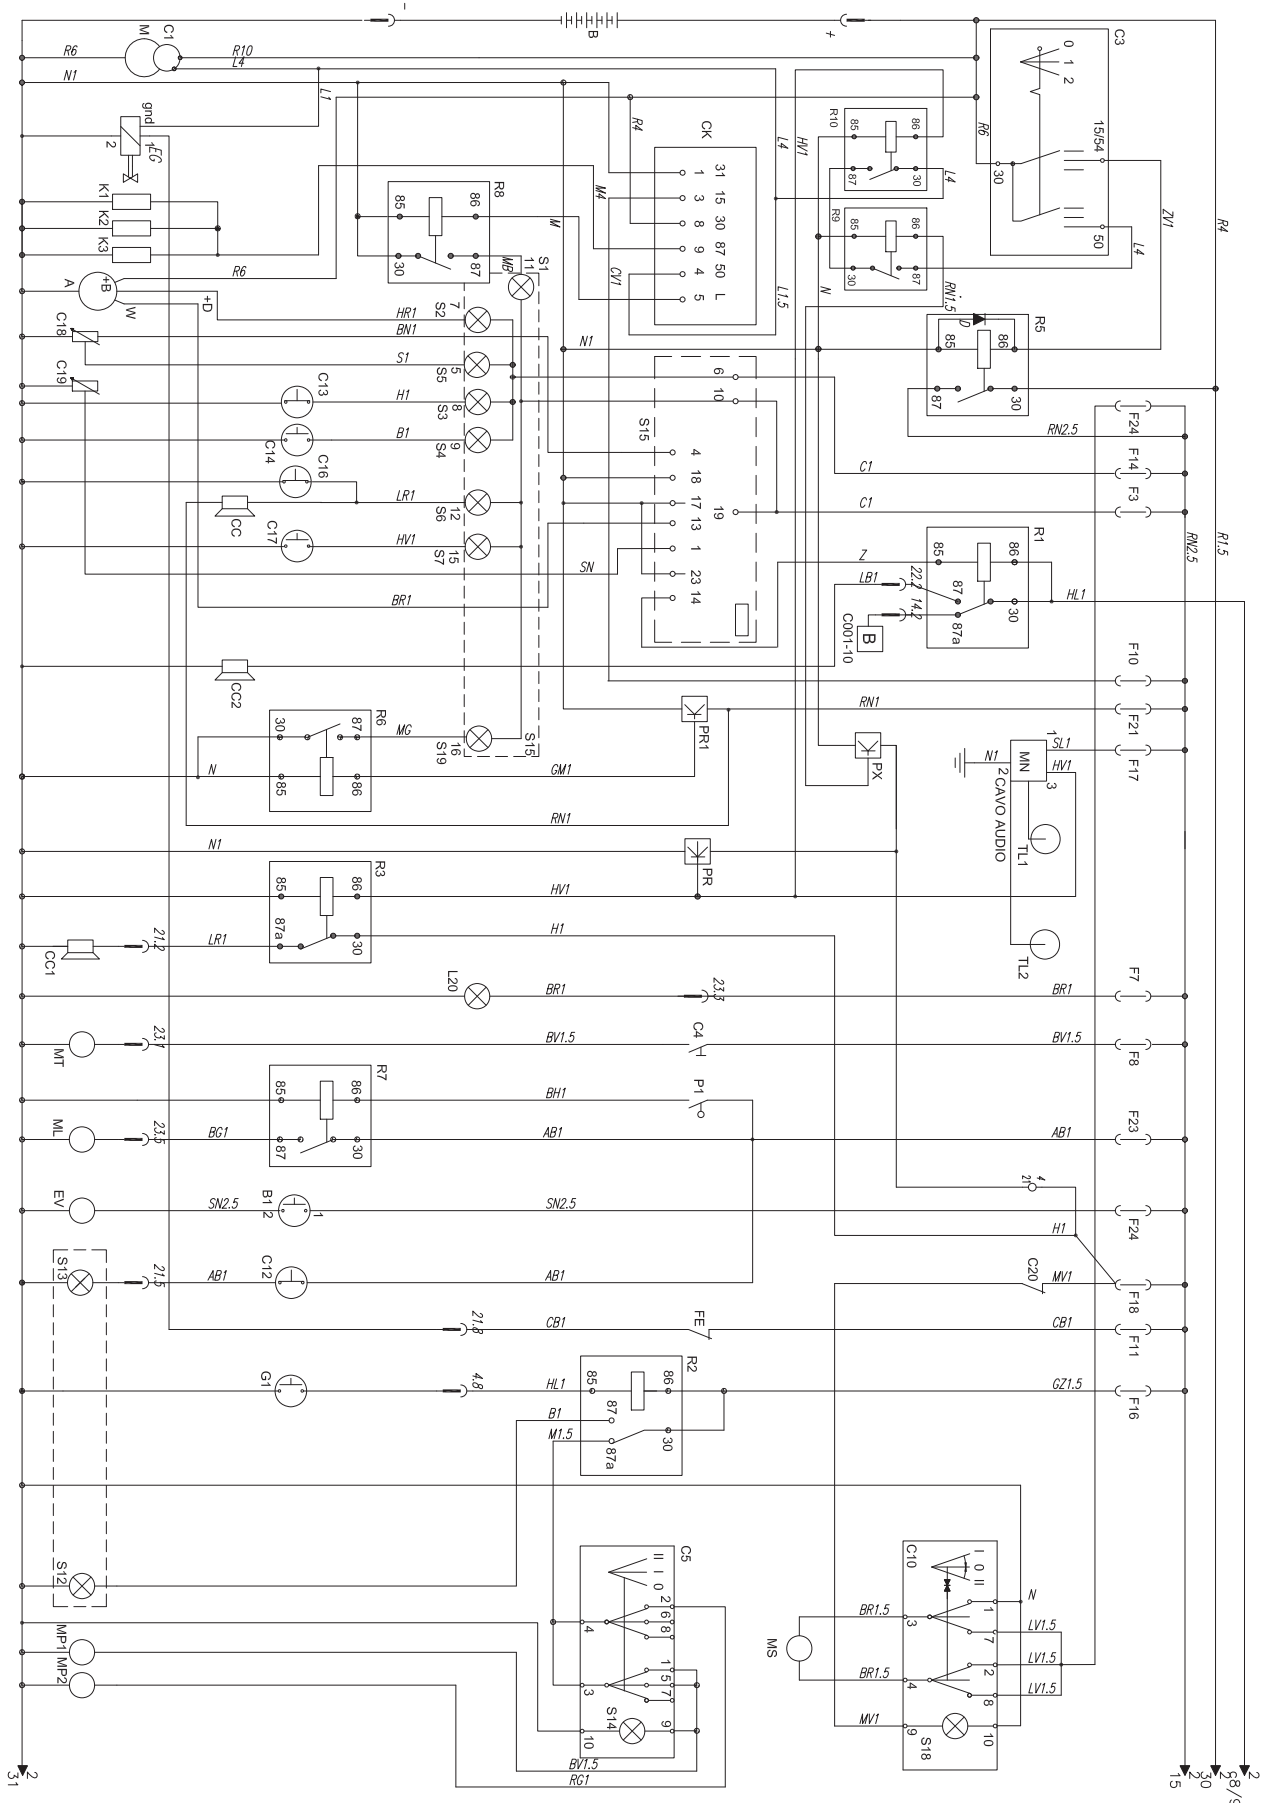 -
B
+
C3
0 1 2
15/54
30
50
R6
M
C1
R10
L4
R6
N1
L1
R4
CK
L4
HV1
R10
85
86
87
30
L4
ZV1
L4
R4
gnd
1
2
EG
K1
K2
K3
M4
M
R8
85
86
30
87
MB
S1
11
1 3 8 9 4 5
31 15 30 87 50 L
CV1
L1.5
N
R9
85
86
30
87
RN1.5
A
+B
W
R6
+D
HR1
BN1
7
S2
C18
C19
S1
5
S5
C13
H1
8
S3
C14
B1
9
S4
C16
LR1
12
S6
CC
C17
HV1
15
S7
SN
BR1
N1
D
R5
85
86
87
30
RN2.5
S15
6
10
4
18
17
13
1
23
14
19
C1
C1
F24
F14
F3
RN2.5
R1.5
R1
85
86
87
30
87a
Z
LB1
22.2
14.2
B
C001-10
HL1
CC2
F10
R6
30
87
85
86
MG
16
S19
S15
N
GM1
PR1
RN1
RN1
PX
F21
F17
SL1
HV1
1
3
MN
N1
2
CAVO AUDIO
TL1
TL2
N1
PR
R3
85
86
87a
30
HV1
H1
CC1
21.2
LR1
L20
BR1
23.3
BR1
F7
MT
23.1
BV1.5
C4
BV1.5
F8
R7
85
86
87
30
BH1
P1
ML
23.5
BG1
AB1
AB1
F23
EV
SN2.5
B1
2
1
SN2.5
4
21
F24
H1
S13
21.5
AB1
C12
AB1
C20
MV1
F18
21.8
CB1
FE
CB1
F11
G1
4.8
HL1
R2
85
86
87
87a
30
GZ1.5
F16
B1
M1.5
S12
MP1
MP2
C5
II I 0
2 6 8
4
1 5 7
3
9
S14
10
BV1.5
RG1
C10
I 0 II
N
1
7
3
2
8
4
LV1.5
LV1.5
LV1.5
BR1.5
BR1.5
MS
MV1
9
S18
10
2
31
2
15
2
30
2